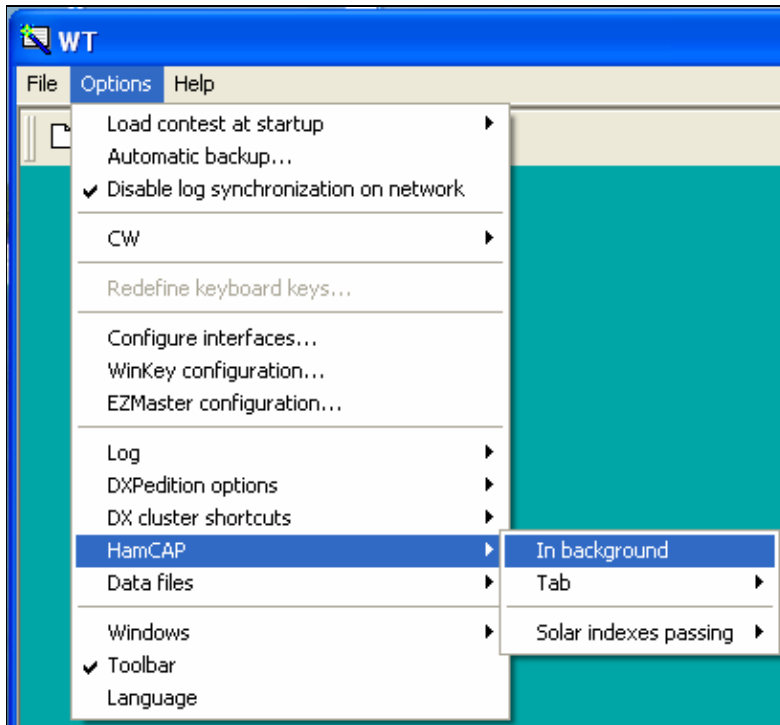 WT
File Options Help
Load contest at startup
Automatic backup...
Disable log synchronization on network
CW
Redefine keyboard keys...
Configure interfaces...
WinKey configuration...
EZMaster configuration...
Log
DXPedition options
DX cluster shortcuts
HamCAP
Data files
Windows
Toolbar
Language
In background
Tab
Solar indexes passing